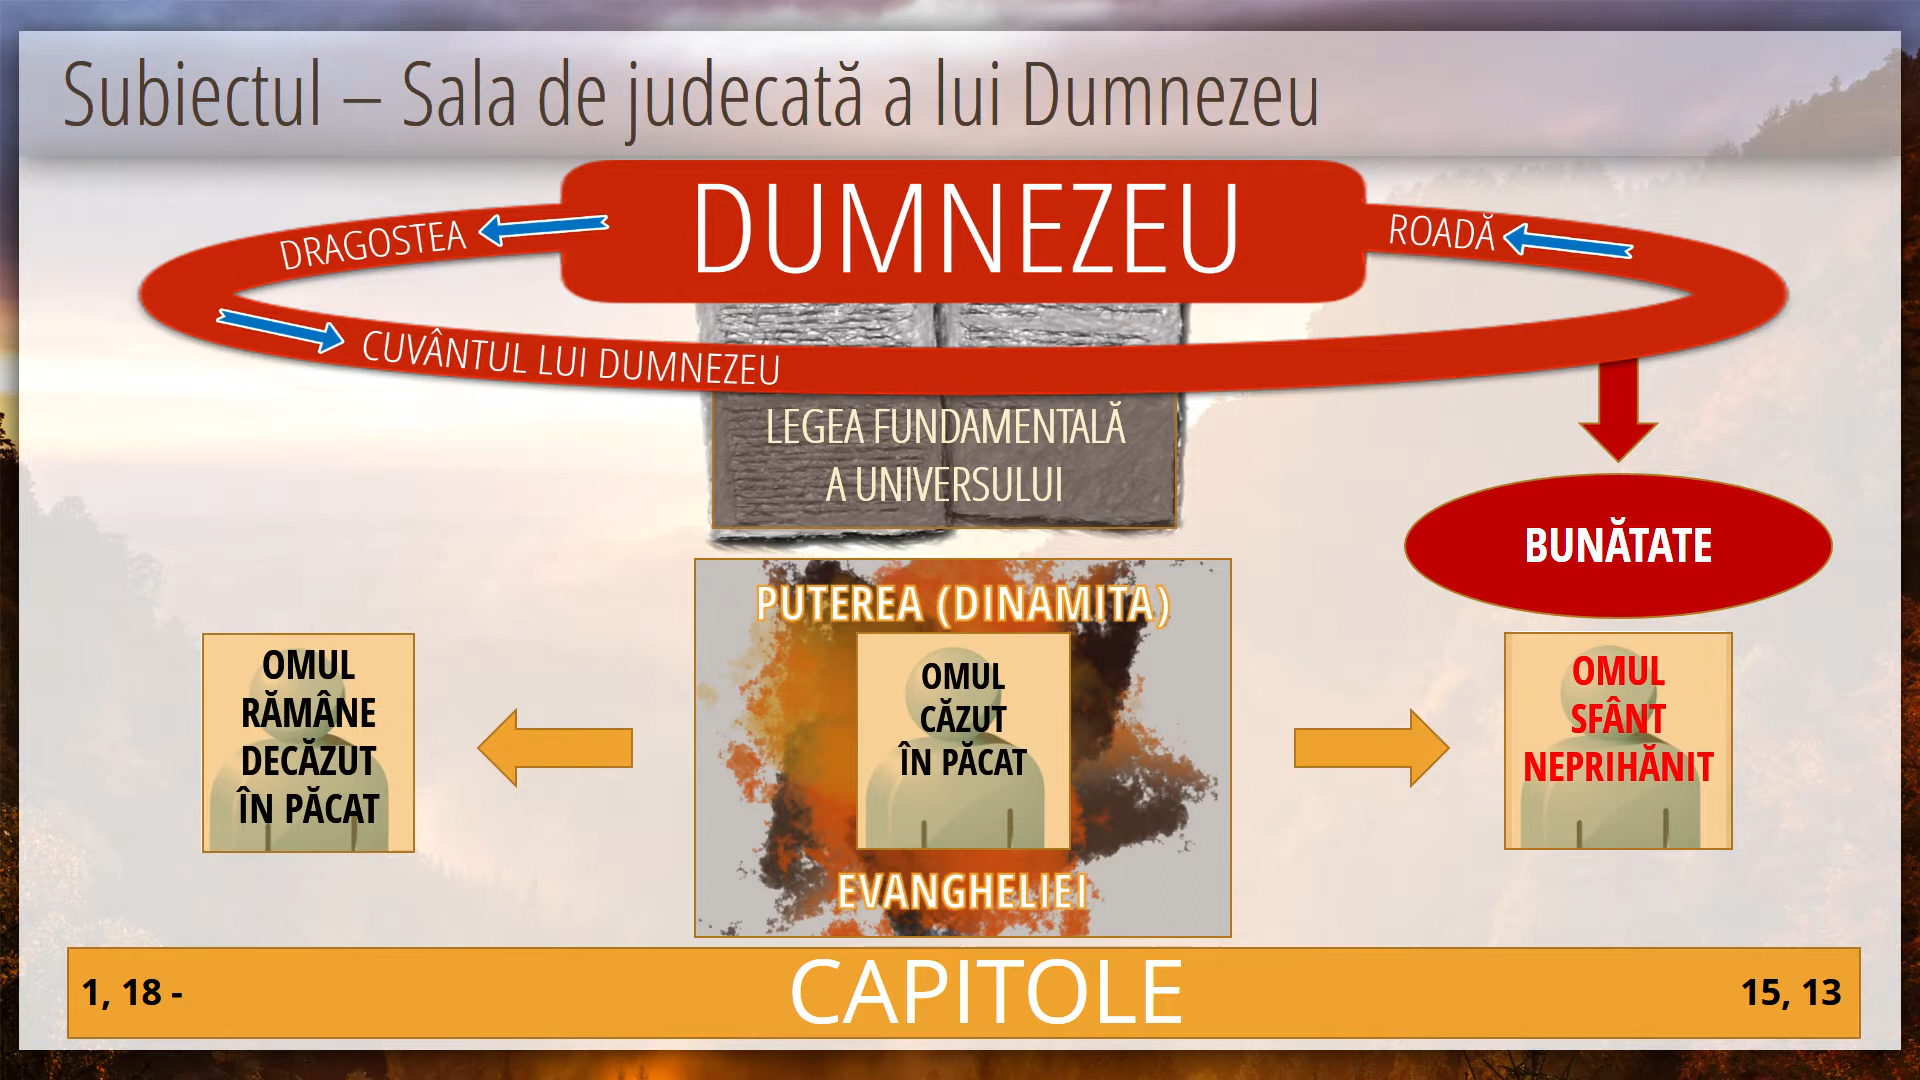 Subiectul – Sala de judecată a lui Dumnezeu
DUMNEZEU
DRAGOSTEA
ROADĂ
CUVÂNTUL LUI DUMNEZEU
LEGEA FUNDAMENTALĂ
A UNIVERSULUI
BUNĂTATE
PUTEREA (DINAMITA)
OMUL
RĂMÂNE
DECĂZUT
ÎN PĂCAT
OMUL
CĂZUT
ÎN PĂCAT
OMUL
SFÂNT
NEPRIHĂNIT
EVANGHELIEI
1, 18 -
CAPITOLE
15, 13